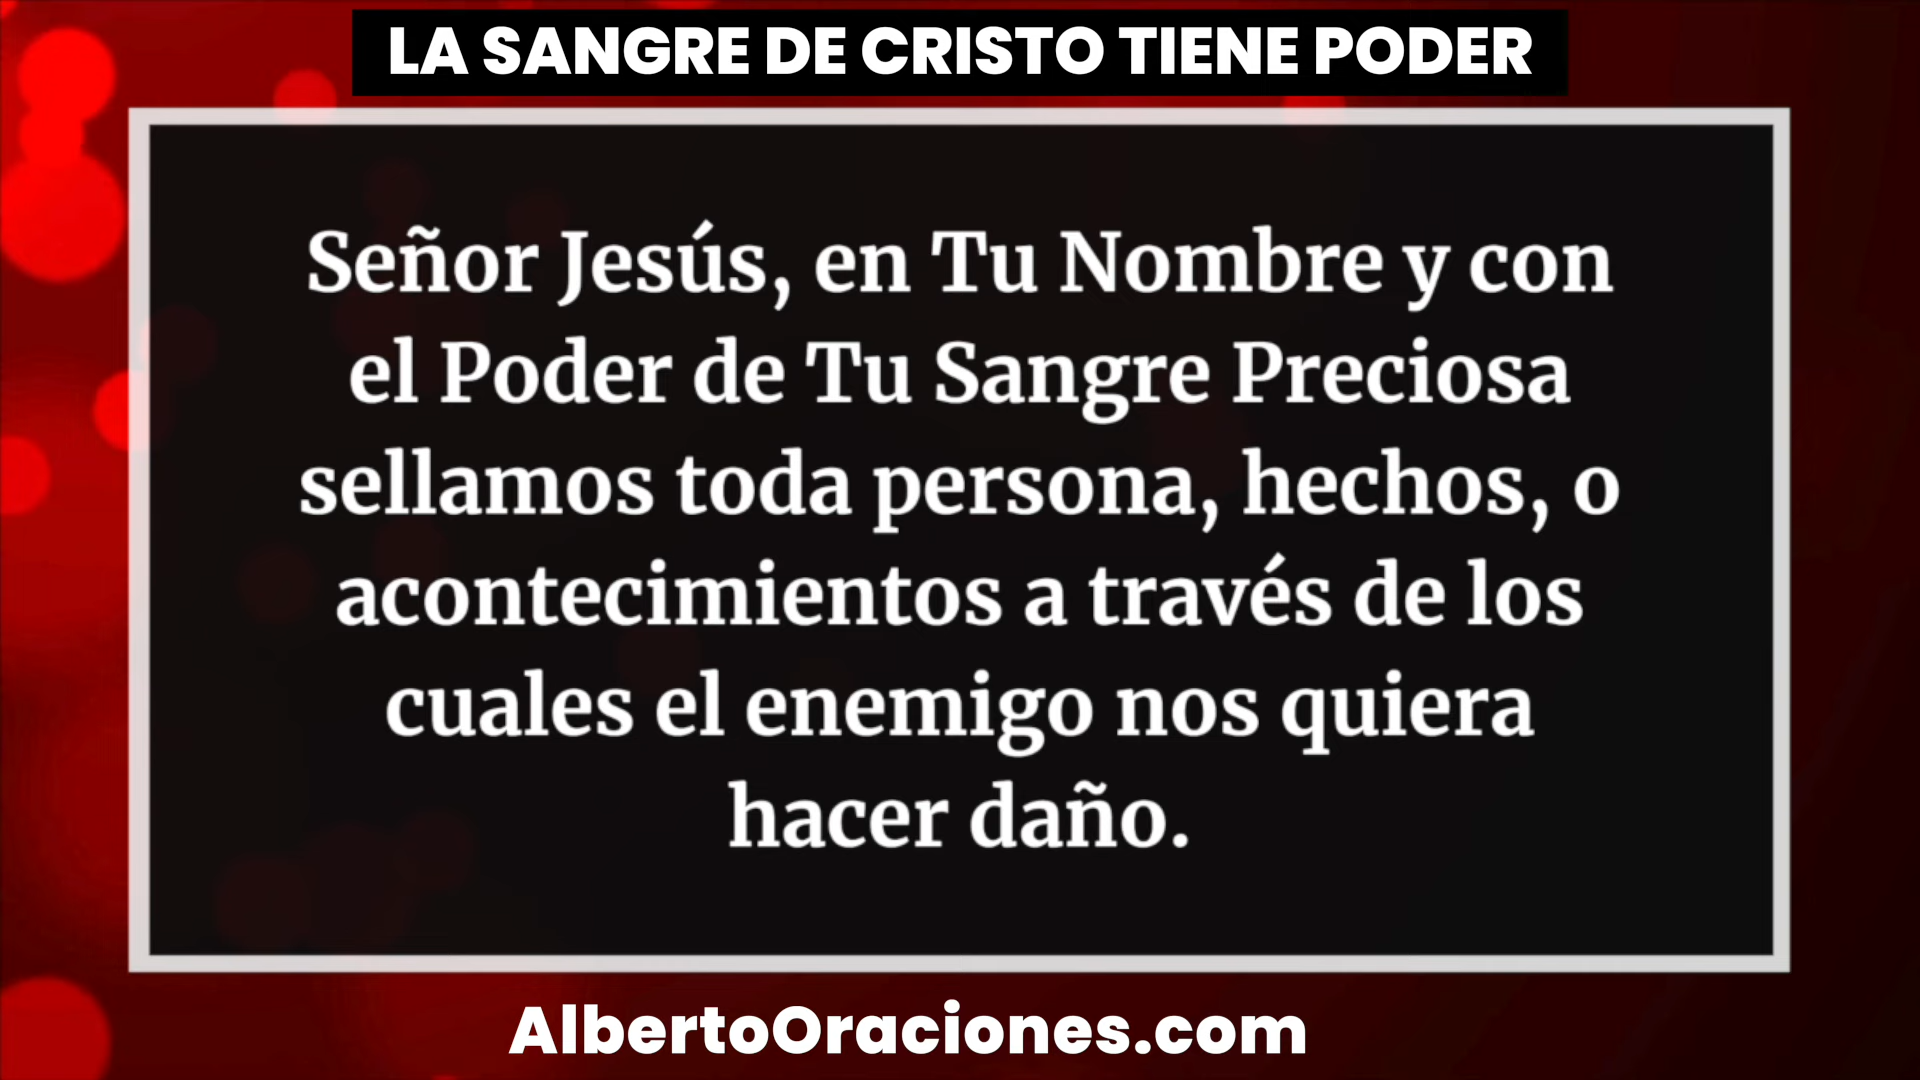 LA SANGRE DE CRISTO TIENE PODER
Señor Jesús, en Tu Nombre y con
el Poder de Tu Sangre Preciosa
sellamos toda persona, hechos, o
acontecimientos a través de los
cuales el enemigo nos quiera
hacer daño.
AlbertoOraciones.com